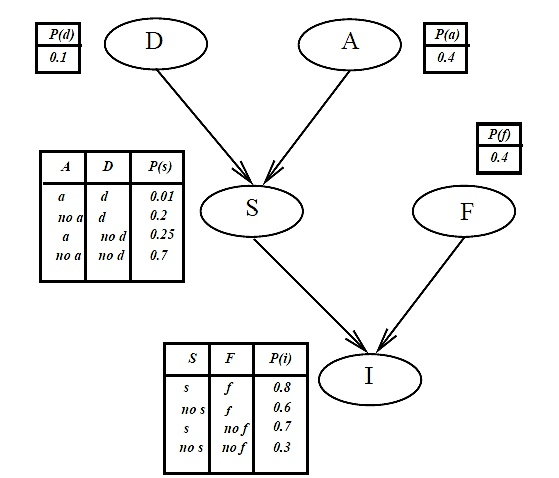 P(d)
0.1
D
A
P(a)
0.4
P(f)
0.4
A D P(s)
a d 0.01
no a d 0.2
a no d 0.25
no a no d 0.7
S
F
S F P(i)
s f 0.8
no s f 0.6
s no f 0.7
no s no f 0.3
I